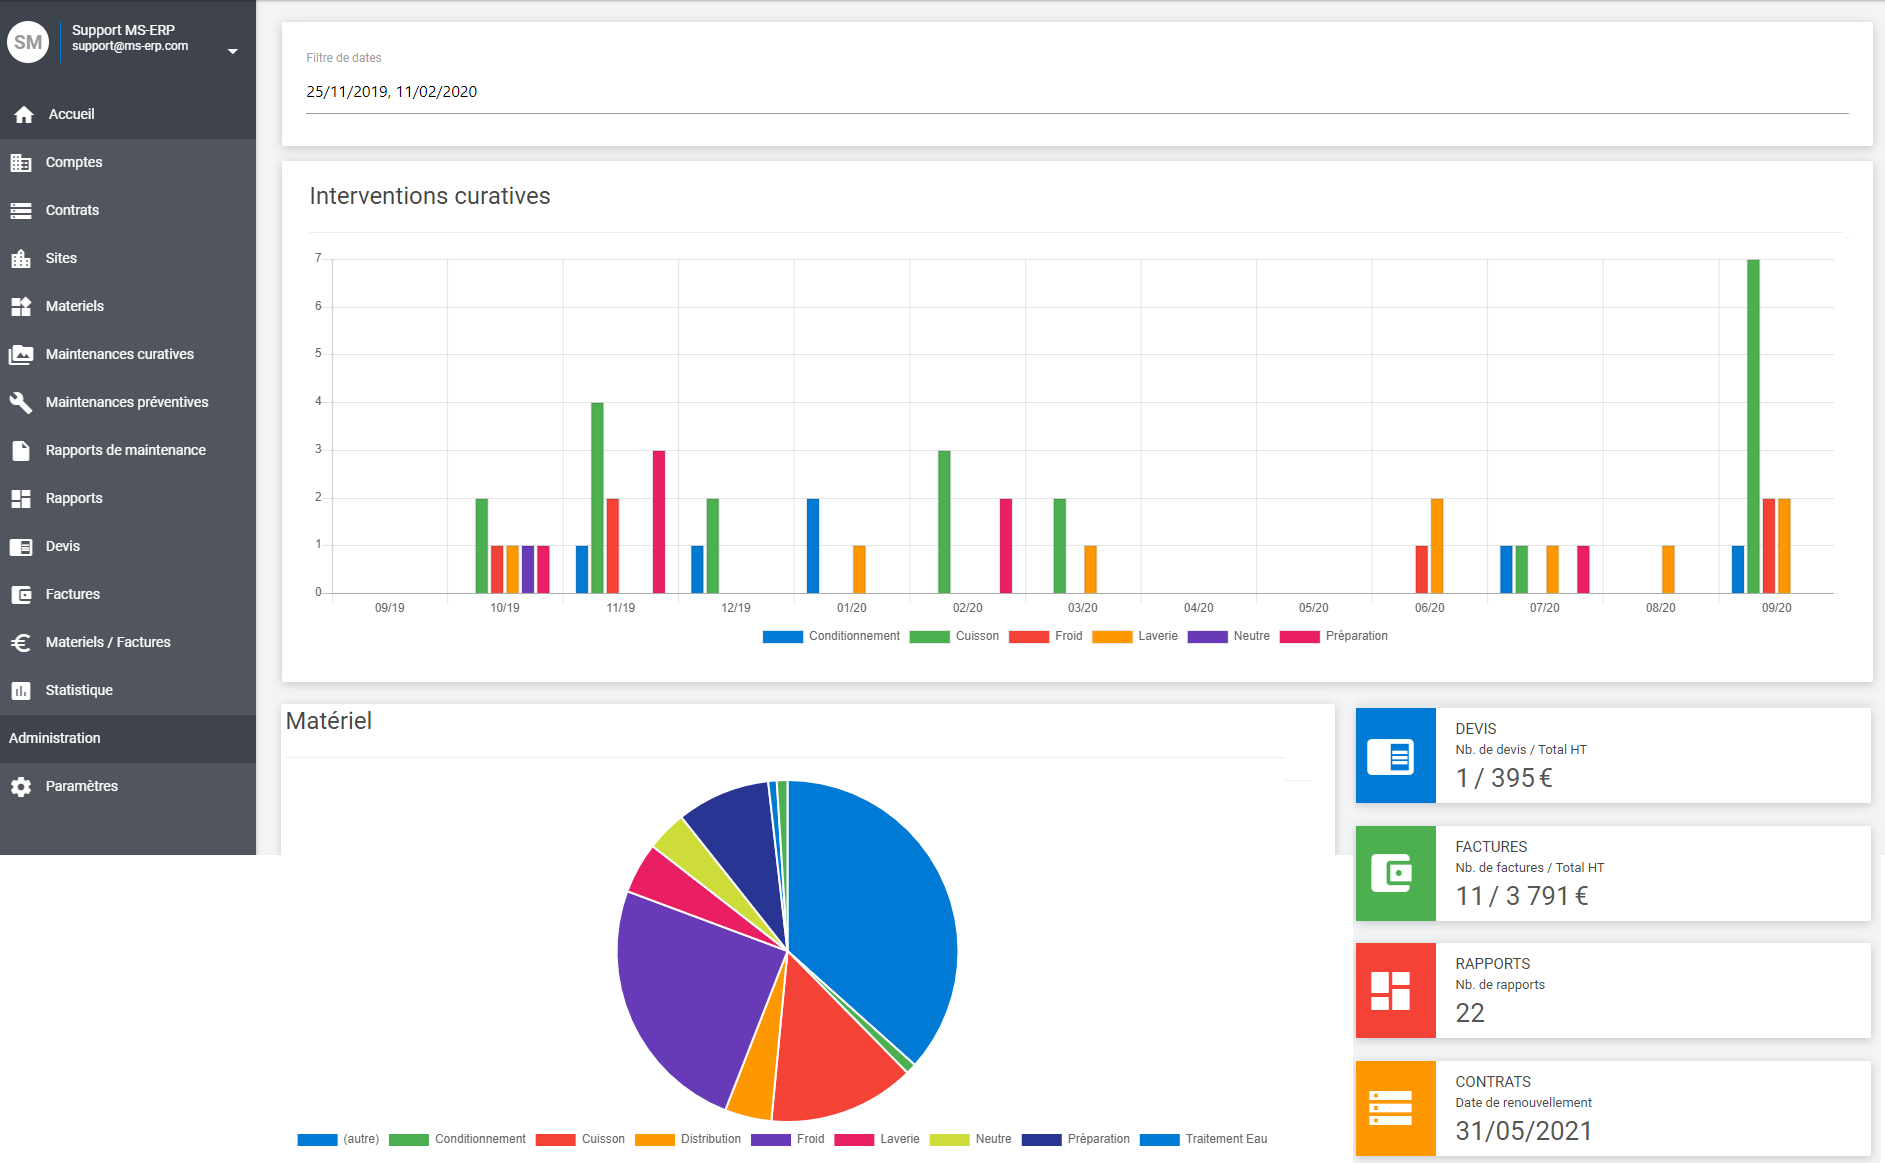 SM
Support MS-ERP
support@ms-erp.com
Accueil
Comptes
Contrats
Sites
Materiels
Maintenances curatives
Maintenances préventives
Rapports de maintenance
Rapports
Devis
Factures
Materiels / Factures
Statistique
Administration
Paramètres
Filtre de dates
25/11/2019, 11/02/2020
Interventions curatives
7
6
5
4
3
2
1
0
09/19 10/19 11/19 12/19 01/20 02/20 03/20 04/20 05/20 06/20 07/20 08/20 09/20
Conditionnement Cuisson Froid Laverie Neutre Préparation
Matériel
(autre) Conditionnement Cuisson Distribution Froid Laverie Neutre Préparation Traitement Eau
DEVIS
Nb. de devis / Total HT
1 / 395 €
FACTURES
Nb. de factures / Total HT
11 / 3 791 €
RAPPORTS
Nb. de rapports
22
CONTRATS
Date de renouvellement
31/05/2021